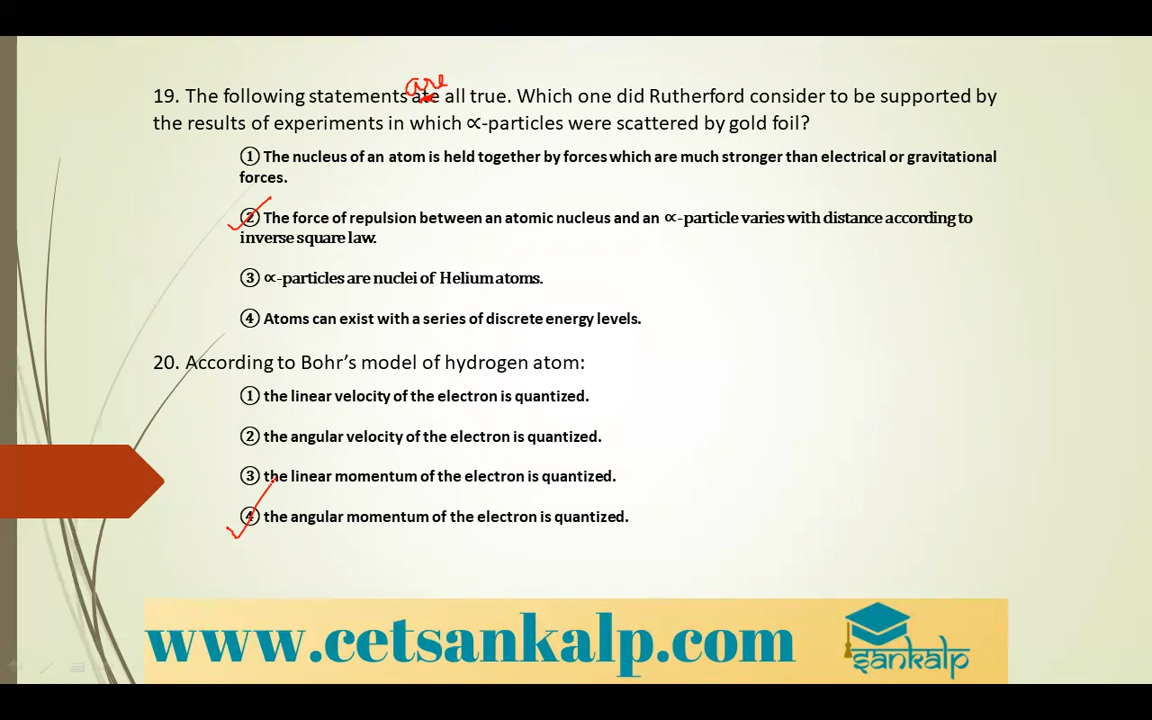 are
19. The following statements ate all true. Which one did Rutherford consider to be supported by
the results of experiments in which ∝-particles were scattered by gold foil?
① The nucleus of an atom is held together by forces which are much stronger than electrical or gravitational
forces.
② The force of repulsion between an atomic nucleus and an ∝-particle varies with distance according to
inverse square law.
③ ∝-particles are nuclei of Helium atoms.
④ Atoms can exist with a series of discrete energy levels.
20. According to Bohr’s model of hydrogen atom:
① the linear velocity of the electron is quantized.
② the angular velocity of the electron is quantized.
③ the linear momentum of the electron is quantized.
④ the angular momentum of the electron is quantized.
www.cetsankalp.com
sankalp